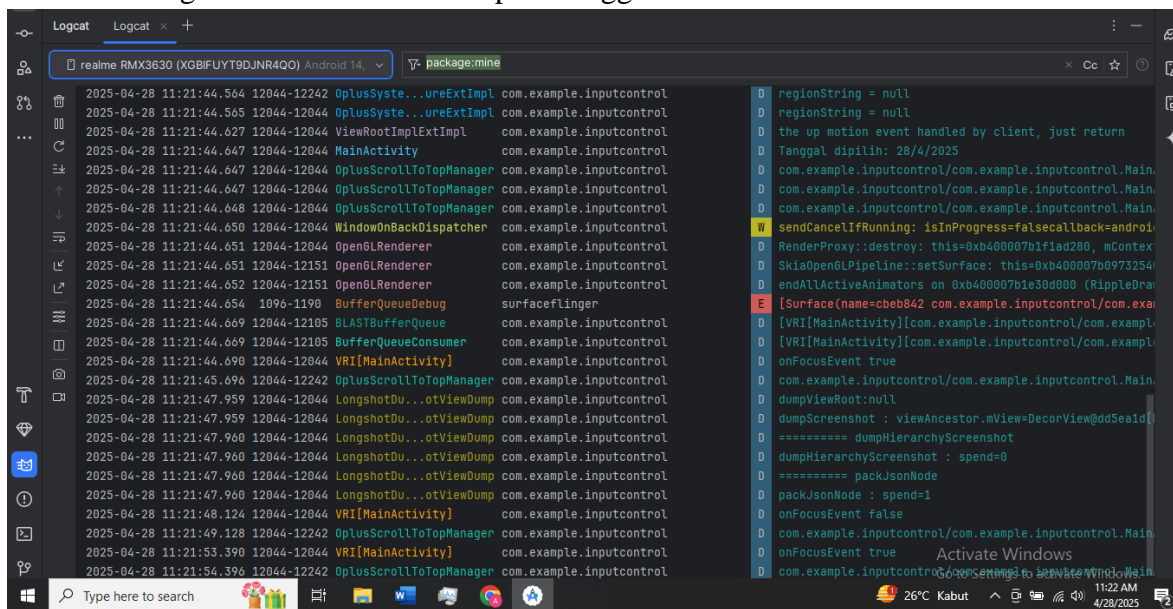 Logcat Logcat × +
realme RMX3630 (XGBIFUYT9DJNR4QO) Android 14, package:mine × Cc
2025-04-28 11:21:44.564 12044-12242 OplusSyste...ureExtImpl com.example.inputcontrol D regionString = null
2025-04-28 11:21:44.565 12044-12242 OplusSyste...ureExtImpl com.example.inputcontrol D regionString = null
2025-04-28 11:21:44.627 12044-12044 ViewRootImplExtImpl com.example.inputcontrol D the up motion event handled by client, just return
2025-04-28 11:21:44.647 12044-12044 MainActivity com.example.inputcontrol D Tanggal dipilih: 28/4/2025
2025-04-28 11:21:44.647 12044-12044 OplusScrollToTopManager com.example.inputcontrol D com.example.inputcontrol/com.example.inputcontrol.Main
2025-04-28 11:21:44.647 12044-12044 OplusScrollToTopManager com.example.inputcontrol D com.example.inputcontrol/com.example.inputcontrol.Main
2025-04-28 11:21:44.648 12044-12044 OplusScrollToTopManager com.example.inputcontrol D com.example.inputcontrol/com.example.inputcontrol.Main
2025-04-28 11:21:44.650 12044-12044 WindowOnBackDispatcher com.example.inputcontrol W sendCancelIfRunning: isInProgress=falsecallback=androi
2025-04-28 11:21:44.651 12044-12044 OpenGLRenderer com.example.inputcontrol D RenderProxy::destroy: this=0xb400007b1f1ad280, mContex
2025-04-28 11:21:44.651 12044-12151 OpenGLRenderer com.example.inputcontrol D SkiaOpenGLPipeline::setSurface: this=0xb400007b0973254
2025-04-28 11:21:44.652 12044-12151 OpenGLRenderer com.example.inputcontrol D endAllActiveAnimators on 0xb400007b1e30d000 (RippleDra
2025-04-28 11:21:44.654 1096-1190 BufferQueueDebug surfaceflinger E [Surface(name=cbeb842 com.example.inputcontrol/com.exa
2025-04-28 11:21:44.669 12044-12105 BLASTBufferQueue com.example.inputcontrol D [VRI[MainActivity][com.example.inputcontrol/com.exampl
2025-04-28 11:21:44.669 12044-12105 BufferQueueConsumer com.example.inputcontrol D [VRI[MainActivity][com.example.inputcontrol/com.exampl
2025-04-28 11:21:44.690 12044-12044 VRI[MainActivity] com.example.inputcontrol D onFocusEvent true
2025-04-28 11:21:45.696 12044-12242 OplusScrollToTopManager com.example.inputcontrol D com.example.inputcontrol/com.example.inputcontrol.Main
2025-04-28 11:21:47.959 12044-12044 LongshotDu...otViewDump com.example.inputcontrol D dumpViewRoot:null
2025-04-28 11:21:47.959 12044-12044 LongshotDu...otViewDump com.example.inputcontrol D dumpScreenshot : viewAncestor.mView=DecorView@dd5ea1d[
2025-04-28 11:21:47.960 12044-12044 LongshotDu...otViewDump com.example.inputcontrol D ========== dumpHierarchyScreenshot
2025-04-28 11:21:47.960 12044-12044 LongshotDu...otViewDump com.example.inputcontrol D dumpHierarchyScreenshot : spend=0
2025-04-28 11:21:47.960 12044-12044 LongshotDu...otViewDump com.example.inputcontrol D ========== packJsonNode
2025-04-28 11:21:47.960 12044-12044 LongshotDu...otViewDump com.example.inputcontrol D packJsonNode : spend=1
2025-04-28 11:21:48.124 12044-12044 VRI[MainActivity] com.example.inputcontrol D onFocusEvent false
2025-04-28 11:21:49.128 12044-12242 OplusScrollToTopManager com.example.inputcontrol D com.example.inputcontrol/com.example.inputcontrol.Main
2025-04-28 11:21:53.390 12044-12044 VRI[MainActivity] com.example.inputcontrol D onFocusEvent true
2025-04-28 11:21:54.396 12044-12242 OplusScrollToTopManager com.example.inputcontrol D com.example.inputcontrol
Activate Windows
Go to Settings to activate Windows.
Type here to search 26°C Kabut 11:22 AM
4/28/2025